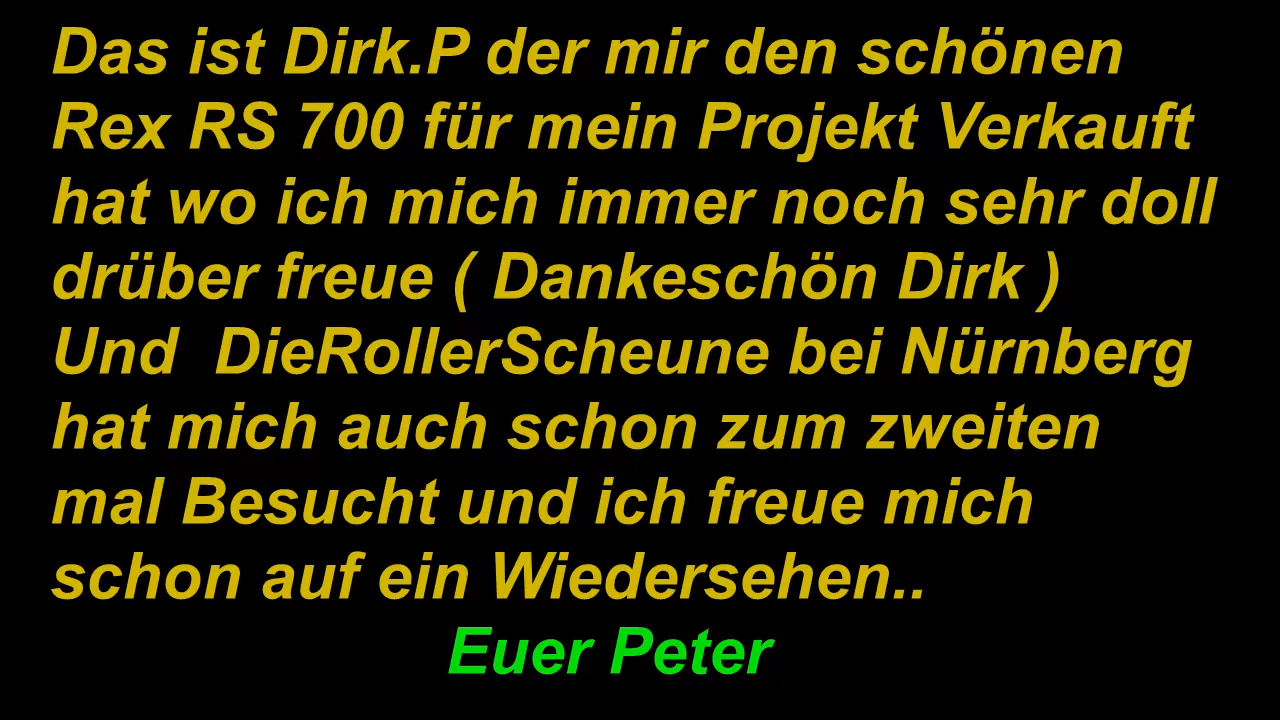 Das ist Dirk.P der mir den schönen
Rex RS 700 für mein Projekt Verkauft
hat wo ich mich immer noch sehr doll
drüber freue ( Dankeschön Dirk )
Und  DieRollerScheune bei Nürnberg
hat mich auch schon zum zweiten
mal Besucht und ich freue mich
schon auf ein Wiedersehen..
Euer Peter